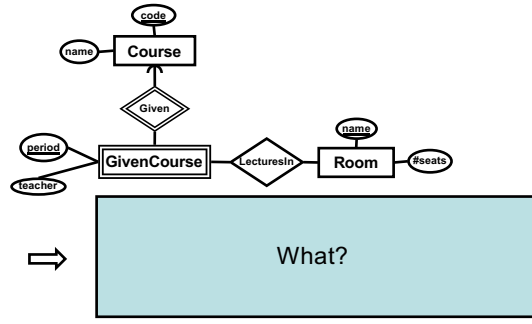 code
name
Course
Given
period
teacher
GivenCourse
LecturesIn
name
Room
#seats
What?